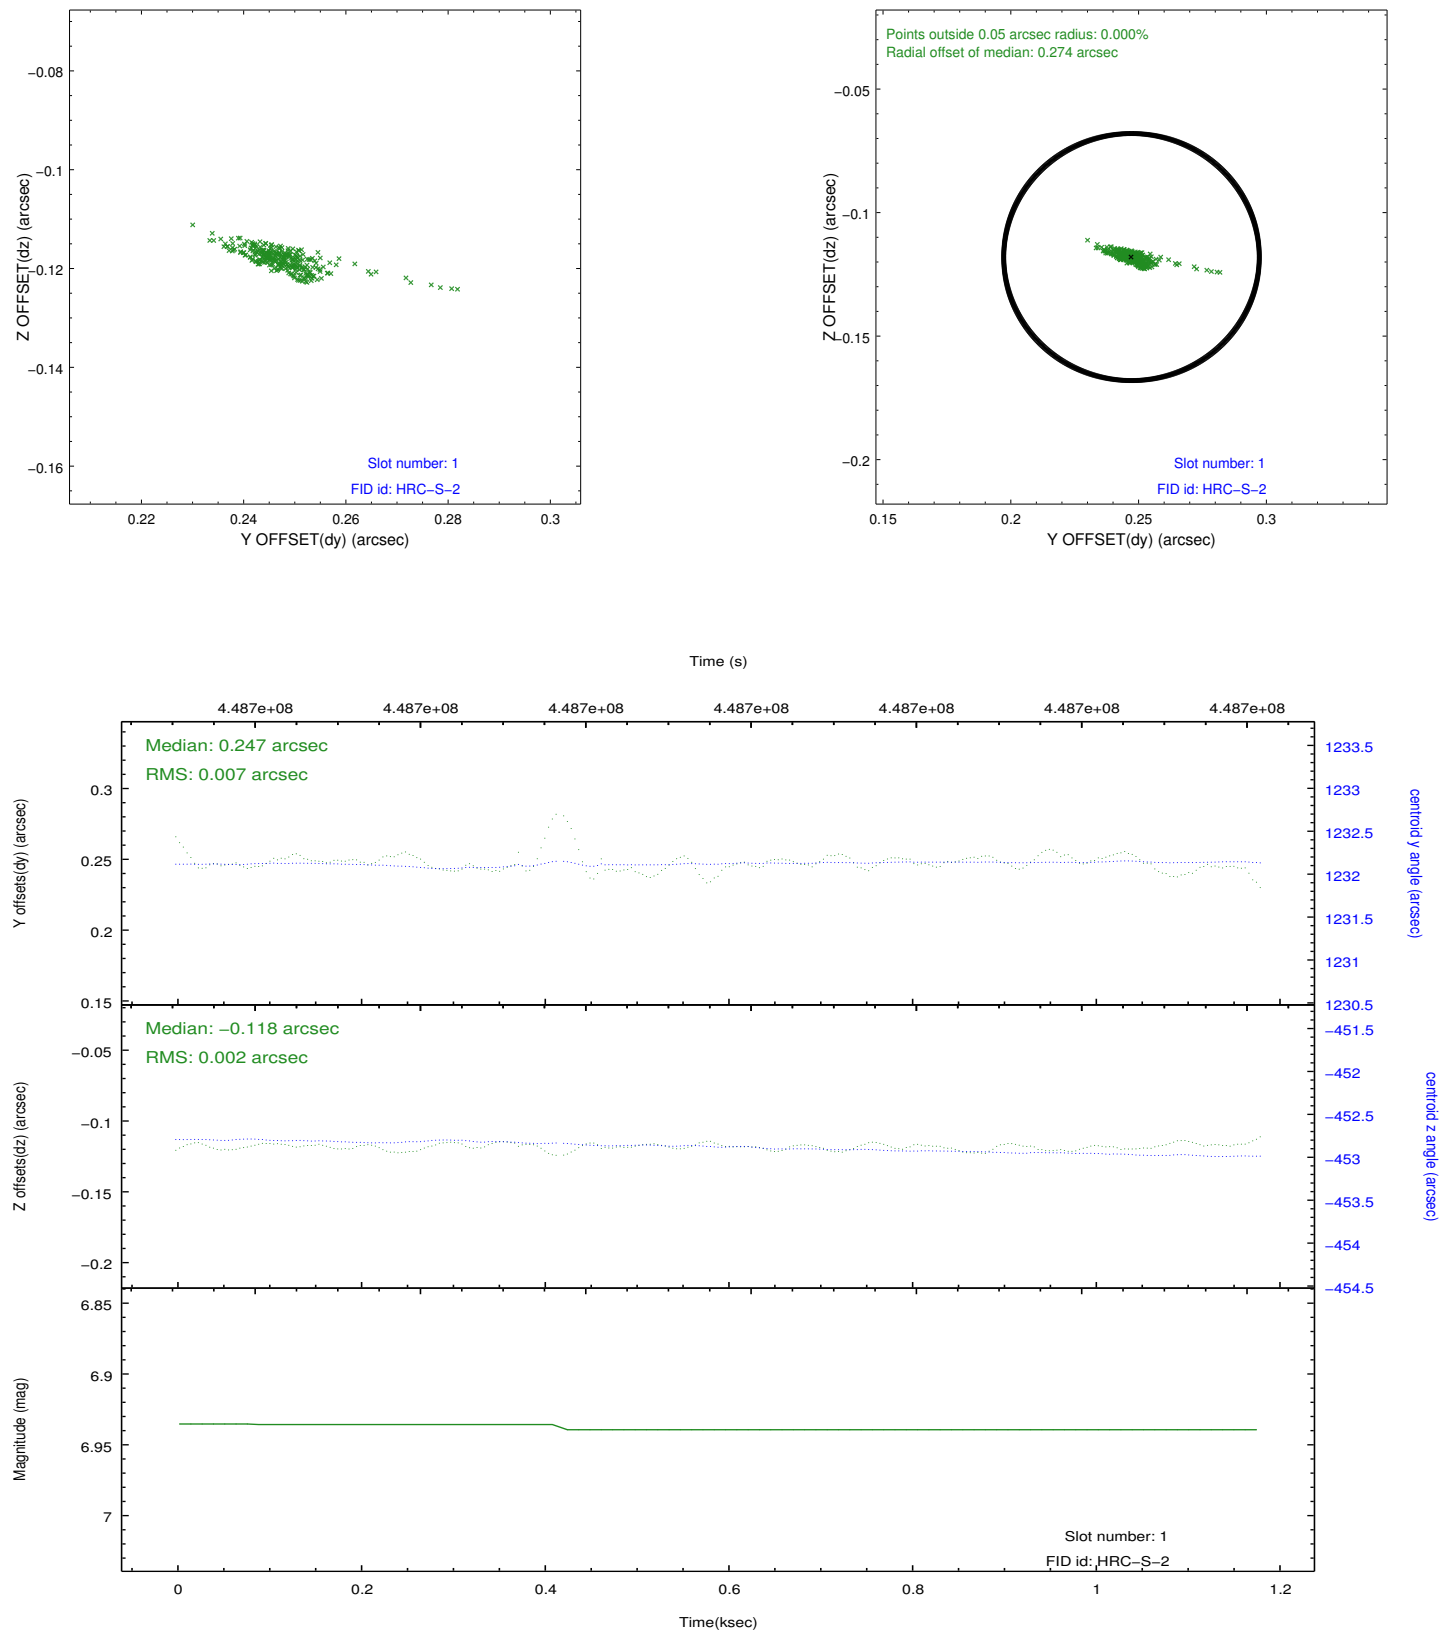 −0.08
−0.1
−0.12
−0.14
−0.16
Z OFFSET(dz) (arcsec)
Slot number: 1
FID id: HRC−S−2
0.22
0.24
0.26
0.28
0.3
Y OFFSET(dy) (arcsec)
Points outside 0.05 arcsec radius: 0.000%
Radial offset of median: 0.274 arcsec
−0.05
−0.1
−0.15
−0.2
Z OFFSET(dz) (arcsec)
Slot number: 1
FID id: HRC−S−2
0.15
0.2
0.25
0.3
Y OFFSET(dy) (arcsec)
Time (s)
4.487e+08
4.487e+08
4.487e+08
4.487e+08
4.487e+08
4.487e+08
4.487e+08
Median: 0.247 arcsec
RMS: 0.007 arcsec
0.3
0.25
0.2
0.15
Y offsets(dy) (arcsec)
1233.5
1233
1232.5
1232
1231.5
1231
1230.5
centroid y angle (arcsec)
Median: −0.118 arcsec
RMS: 0.002 arcsec
−0.05
−0.1
−0.15
−0.2
Z offsets(dz) (arcsec)
−451.5
−452
−452.5
−453
−453.5
−454
−454.5
centroid z angle (arcsec)
6.85
6.9
6.95
7
Magnitude (mag)
Slot number: 1
FID id: HRC−S−2
0
0.2
0.4
0.6
0.8
1
1.2
Time(ksec)